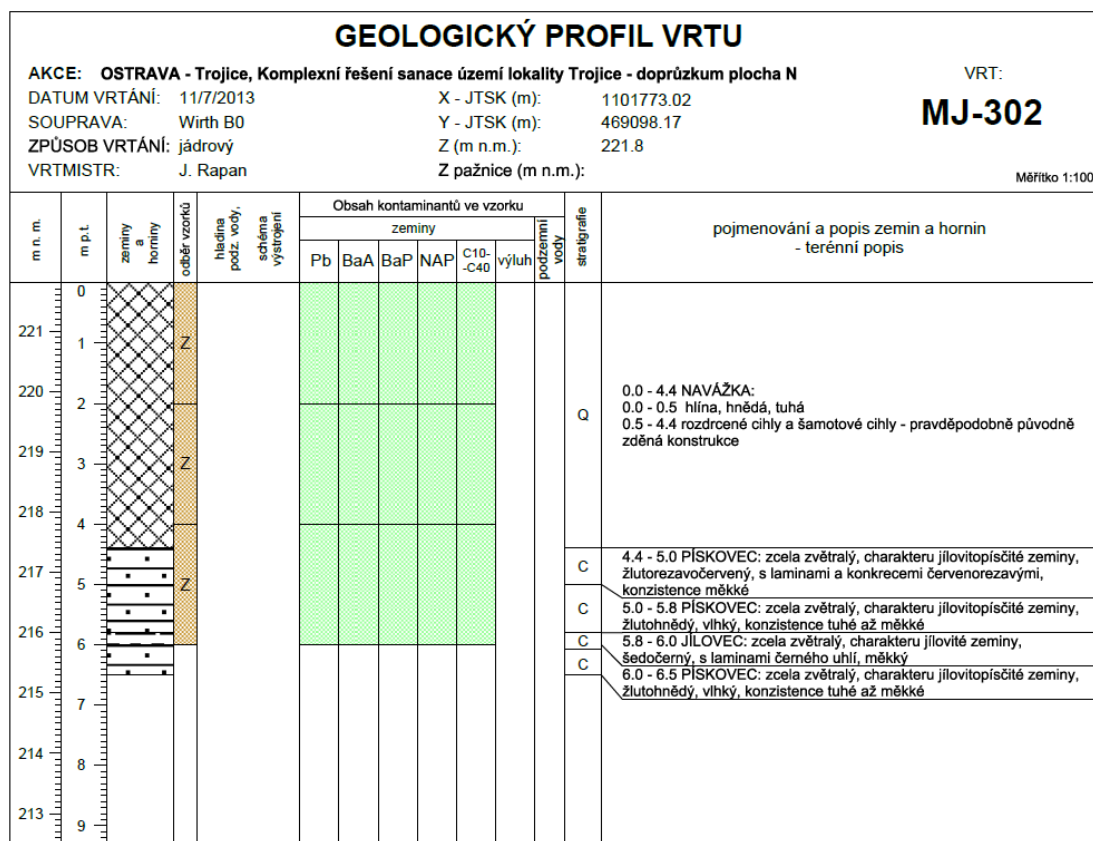 GEOLOGICKÝ PROFIL VRTU
AKCE: OSTRAVA - Trojice, Komplexní řešení sanace území lokality Trojice - doprůzkum plocha N
VRT:
DATUM VRTÁNÍ: 11/7/2013
X - JTSK (m): 1101773.02
MJ-302
SOUPRAVA: Wirth B0
Y - JTSK (m): 469098.17
ZPŮSOB VRTÁNÍ: jádrový
Z (m n.m.): 221.8
VRTMISTR: J. Rapan
Z pažnice (m n.m.):
Měřítko 1:100
m n. m.
m p.t.
zeminy
a
horniny
odběr vzorků
hladina
podz. vody,
schéma
výstrojení
Obsah kontaminantů ve vzorku
zeminy
Pb BaA BaP NAP C10-
-C40 výluh
podzemní
vody
stratigrafie
pojmenování a popis zemin a hornin
- terénní popis
0
221
1
Z
220
2
219
3
Z
218
4
217
5
Z
216
6
215
7
214
8
213
9
Q
0.0 - 4.4 NAVÁŽKA:
0.0 - 0.5 hlína, hnědá, tuhá
0.5 - 4.4 rozdrcené cihly a šamotové cihly - pravděpodobně původně
zděná konstrukce
C
4.4 - 5.0 PÍSKOVEC: zcela zvětralý, charakteru jílovitopísčité zeminy,
žlutorezavočervený, s laminami a konkrecemi červenorezavými,
konzistence měkké
C
5.0 - 5.8 PÍSKOVEC: zcela zvětralý, charakteru jílovitopísčité zeminy,
žlutohnědý, vlhký, konzistence tuhé až měkké
C
5.8 - 6.0 JÍLOVEC: zcela zvětralý, charakteru jílovité zeminy,
šedočerný, s laminami černého uhlí, měkký
C
6.0 - 6.5 PÍSKOVEC: zcela zvětralý, charakteru jílovitopísčité zeminy,
žlutohnědý, vlhký, konzistence tuhé až měkké